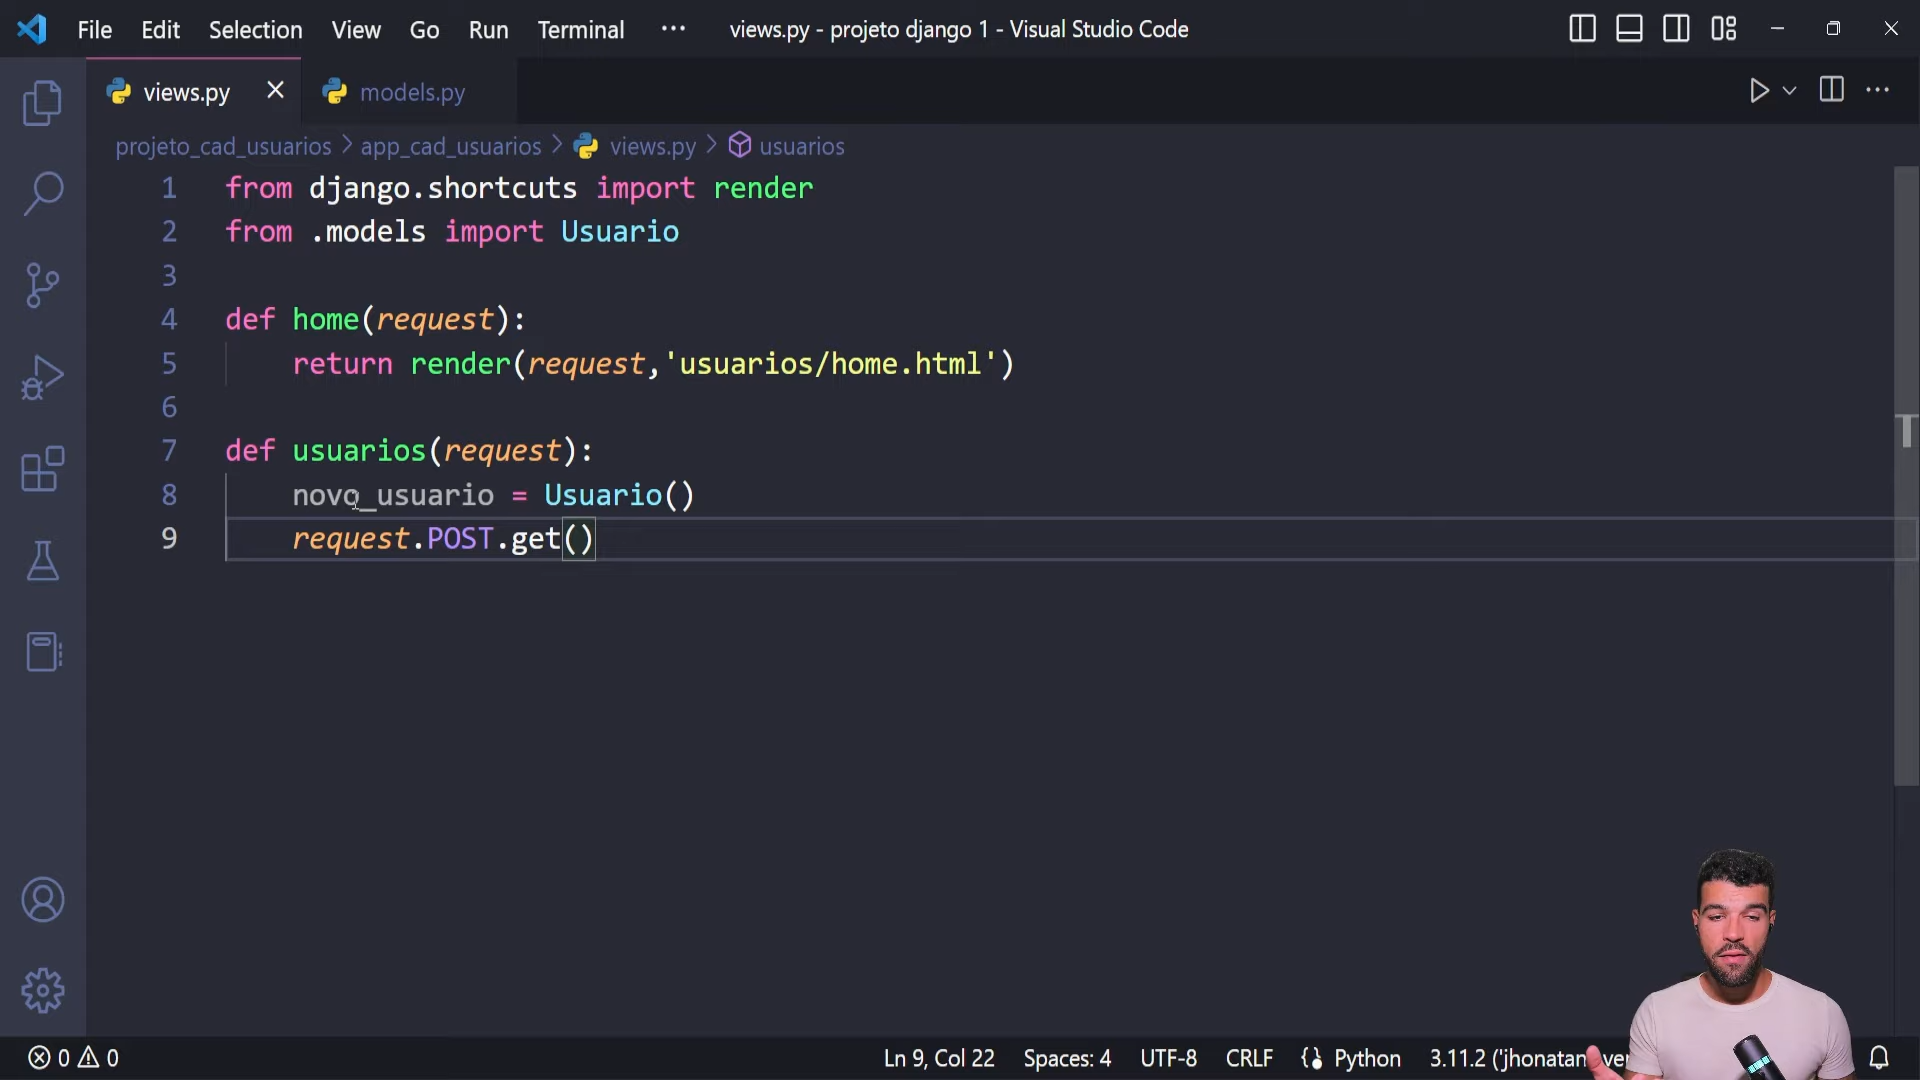 File Edit Selection View Go Run Terminal ··· views.py - projeto django 1 - Visual Studio Code
views.py models.py
projeto_cad_usuarios > app_cad_usuarios > views.py > usuarios
1 from django.shortcuts import render
2 from .models import Usuario
3
4 def home(request):
5 return render(request,'usuarios/home.html')
6
7 def usuarios(request):
8 novo_usuario = Usuario()
9 request.POST.get()
0 0 Ln 9, Col 22 Spaces: 4 UTF-8 CRLF Python 3.11.2 ('jhonatan